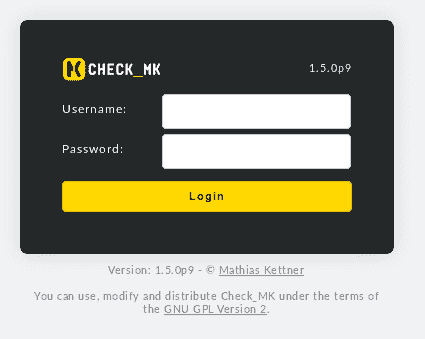 CHECK_MK 1.5.0p9
Username:
Password:
Login
Version: 1.5.0p9 - © Mathias Kettner
You can use, modify and distribute Check_MK under the terms of
the GNU GPL Version 2.